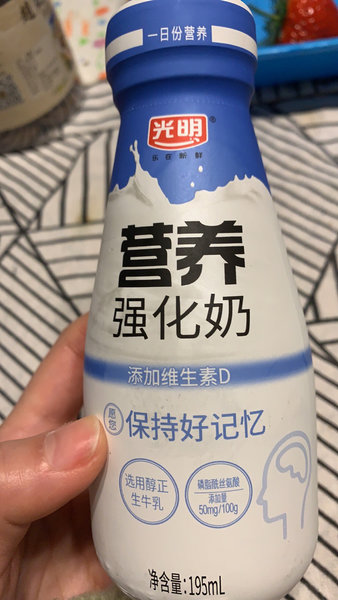 一日份营养
光明®
乐在新鲜
营养
强化奶
添加维生素D
愿您
保持好记忆
选用醇正
生牛乳
磷脂酰丝氨酸
添加量
50mg/100g
净含量:195mL